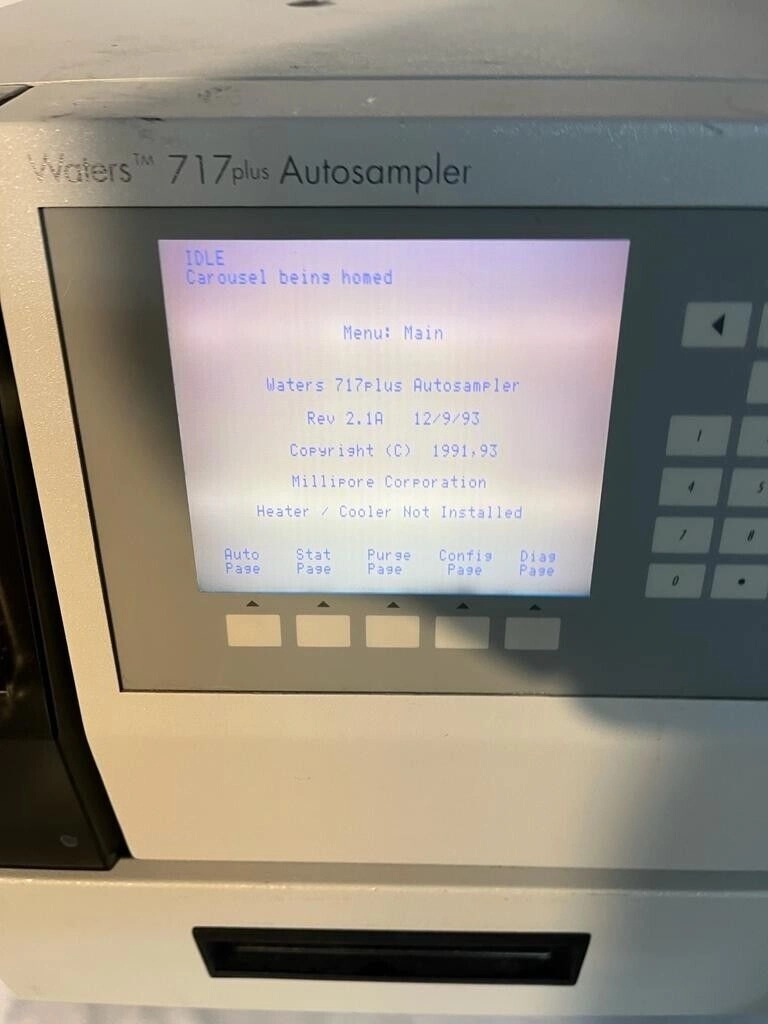 Waters™ 717plus Autosampler
IDLE
Carousel being homed
Menu: Main
Waters 717plus Autosampler
Rev 2.1A 12/9/93
Copyright (C) 1991,93
Millipore Corporation
Heater / Cooler Not Installed
Auto Stat Purge Config Diag
Page Page Page Page Page
1
4 5
7 8
0 •